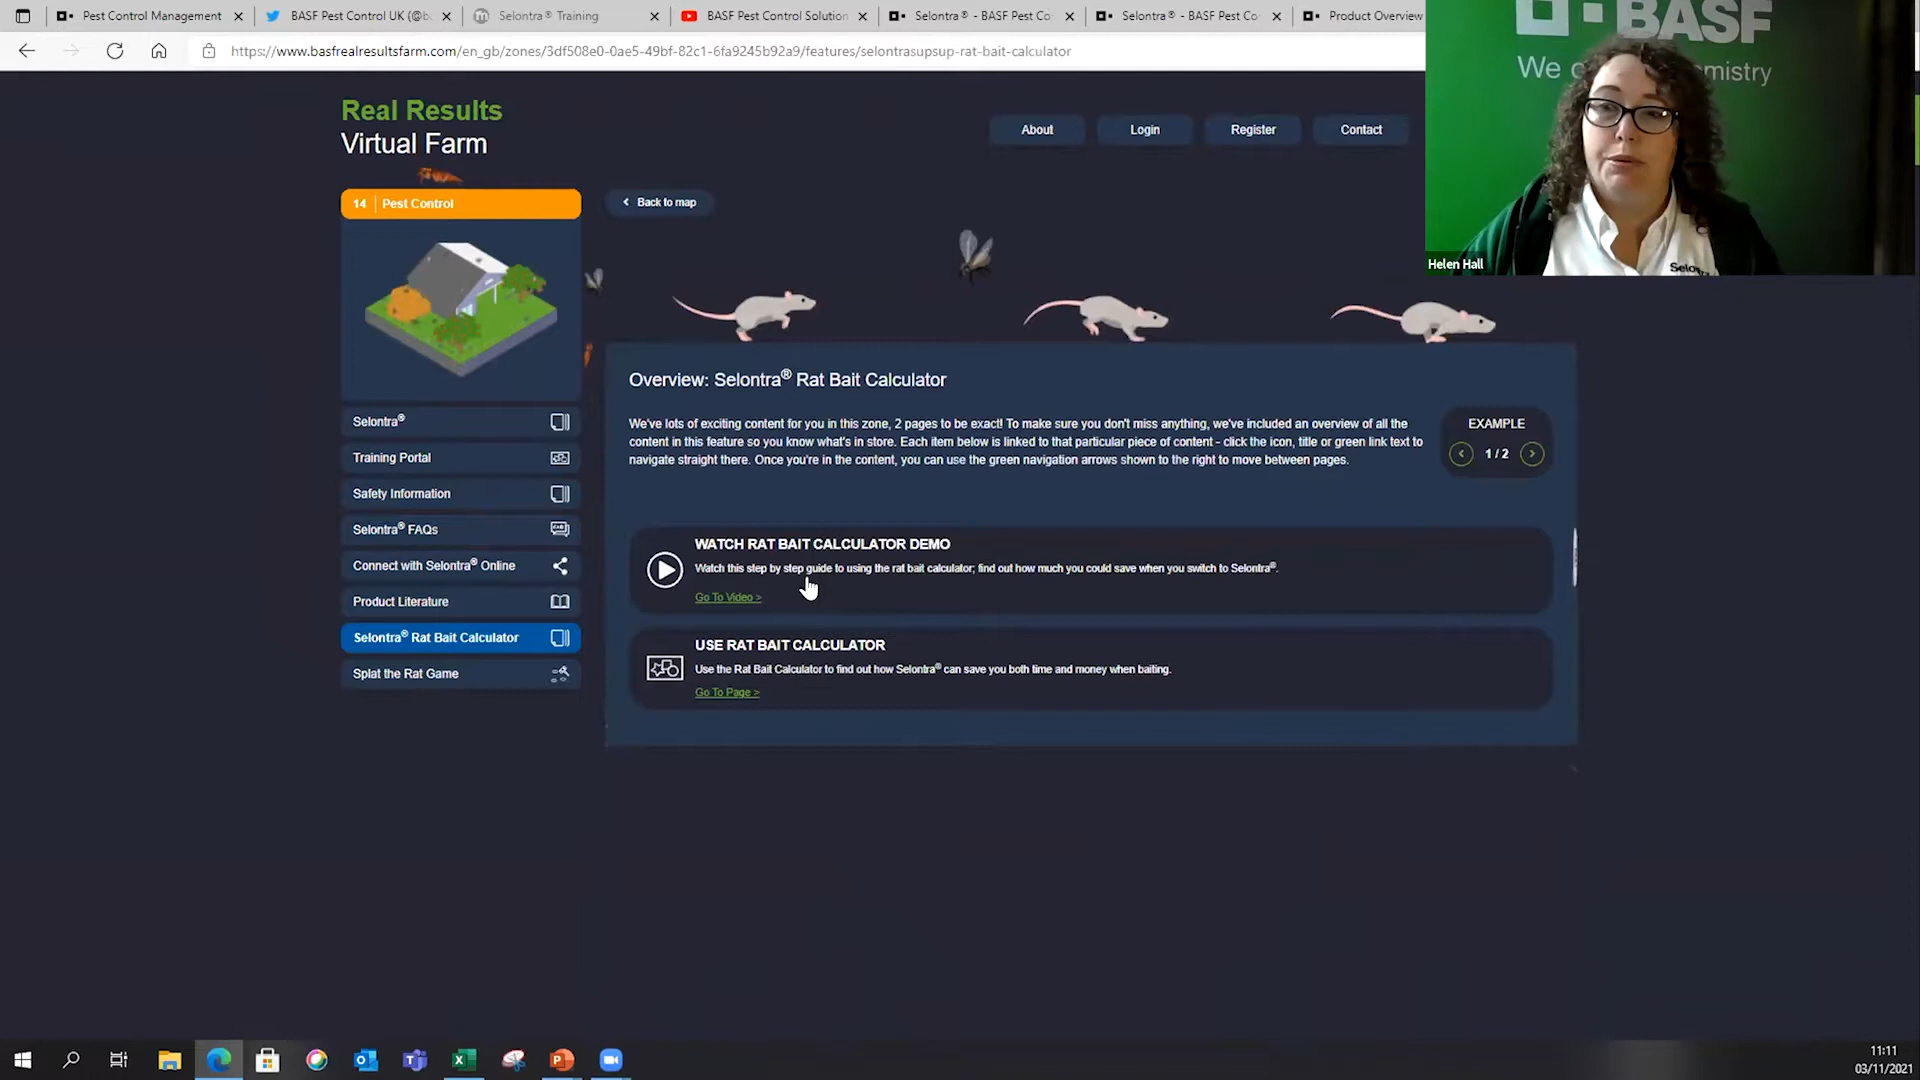 Pest Control Management
BASF Pest Control UK (@b
Selontra® Training
BASF Pest Control Solution
Selontra® - BASF Pest Co
Selontra® - BASF Pest Co
Product Overview
https://www.basfrealresultsfarm.com/en_gb/zones/3df508e0-0ae5-49bf-82c1-6fa9245b92a9/features/selontrasupsup-rat-bait-calculator
BASF
We c mistry
Helen Hall
Real Results
Virtual Farm
About
Login
Register
Contact
14 | Pest Control
Back to map
Selontra®
Training Portal
Safety Information
Selontra® FAQs
Connect with Selontra® Online
Product Literature
Selontra® Rat Bait Calculator
Splat the Rat Game
Overview: Selontra® Rat Bait Calculator
We've lots of exciting content for you in this zone, 2 pages to be exact! To make sure you don't miss anything, we've included an overview of all the
content in this feature so you know what's in store. Each item below is linked to that particular piece of content - click the icon, title or green link text to
navigate straight there. Once you're in the content, you can use the green navigation arrows shown to the right to move between pages.
EXAMPLE
1 / 2
WATCH RAT BAIT CALCULATOR DEMO
Watch this step by step guide to using the rat bait calculator; find out how much you could save when you switch to Selontra®.
Go To Video >
USE RAT BAIT CALCULATOR
Use the Rat Bait Calculator to find out how Selontra® can save you both time and money when baiting.
Go To Page >
11:11
03/11/2021